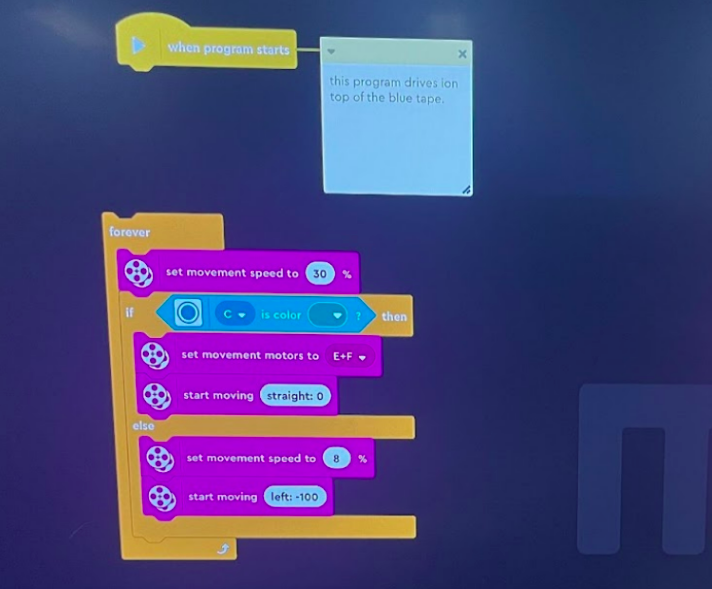 when program starts
this program drives ion
top of the blue tape.
forever
set movement speed to 30 %
if C is color ? then
set movement motors to E+F
start moving straight: 0
else
set movement speed to 8 %
start moving left: -100